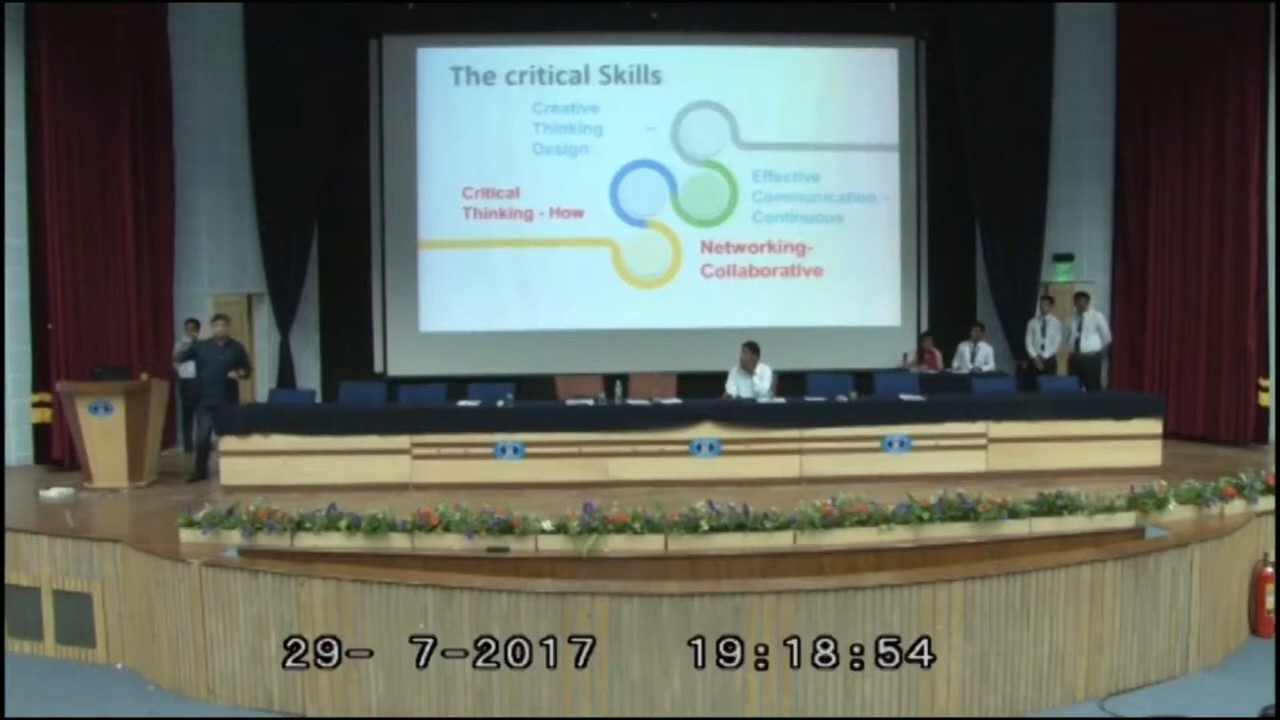 The critical Skills
Creative
Thinking –
Design
Critical
Thinking - How
Effective
Communication -
Continuous
Networking-
Collaborative
29- 7-2017 19:18:54